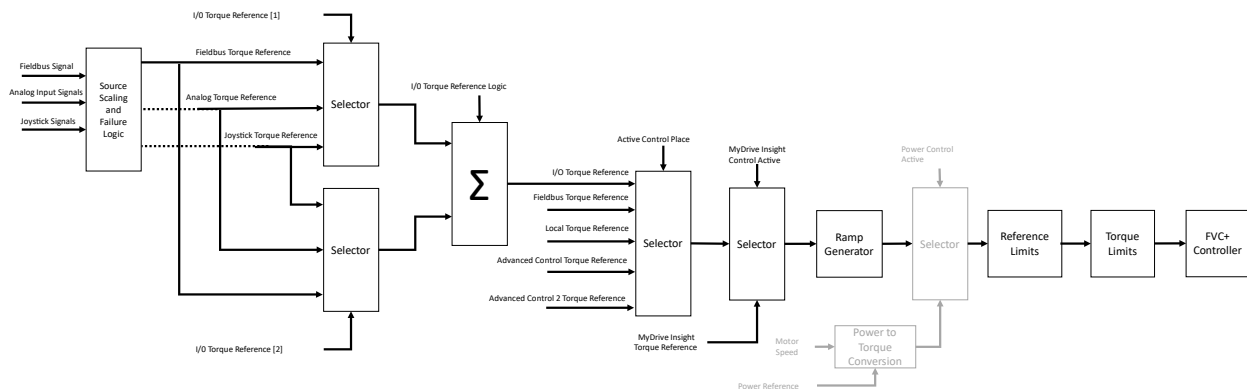 I/0 Torque Reference [1]
Fieldbus Torque Reference
Fieldbus Signal
Analog Input Signals
Joystick Signals
Source
Scaling
and
Failure
Logic
Analog Torque Reference
Joystick Torque Reference
Selector
Selector
I/0 Torque Reference [2]
I/0 Torque Reference Logic
Σ
Active Control Place
I/O Torque Reference
Fieldbus Torque Reference
Local Torque Reference
Advanced Control Torque Reference
Advanced Control 2 Torque Reference
Selector
MyDrive Insight
Control Active
Selector
MyDrive Insight
Torque Reference
Ramp
Generator
Power Control
Active
Selector
Motor
Speed
Power to
Torque
Conversion
Power Reference
Reference
Limits
Torque
Limits
FVC+
Controller